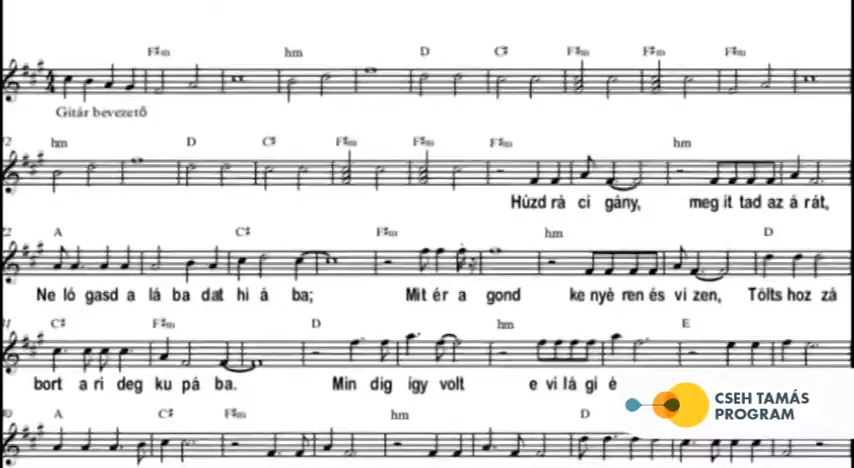 F#m hm D C# F#m F#m F#m
Gitár bevezető
hm D C# F#m F#m F#m hm
Húzd rá ci gány, meg it tad az á rát,
22 A C# F#m hm D
Ne ló gasd a lá ba dat hi á ba; Mit ér a gond ke nyè ren és vi zen, Tölts hoz zá
C# F#m D hm E
bort a ri deg ku pá ba. Min dig így volt e vi lá gi é
CSEH TAMÁS
PROGRAM
A C# F#m hm D